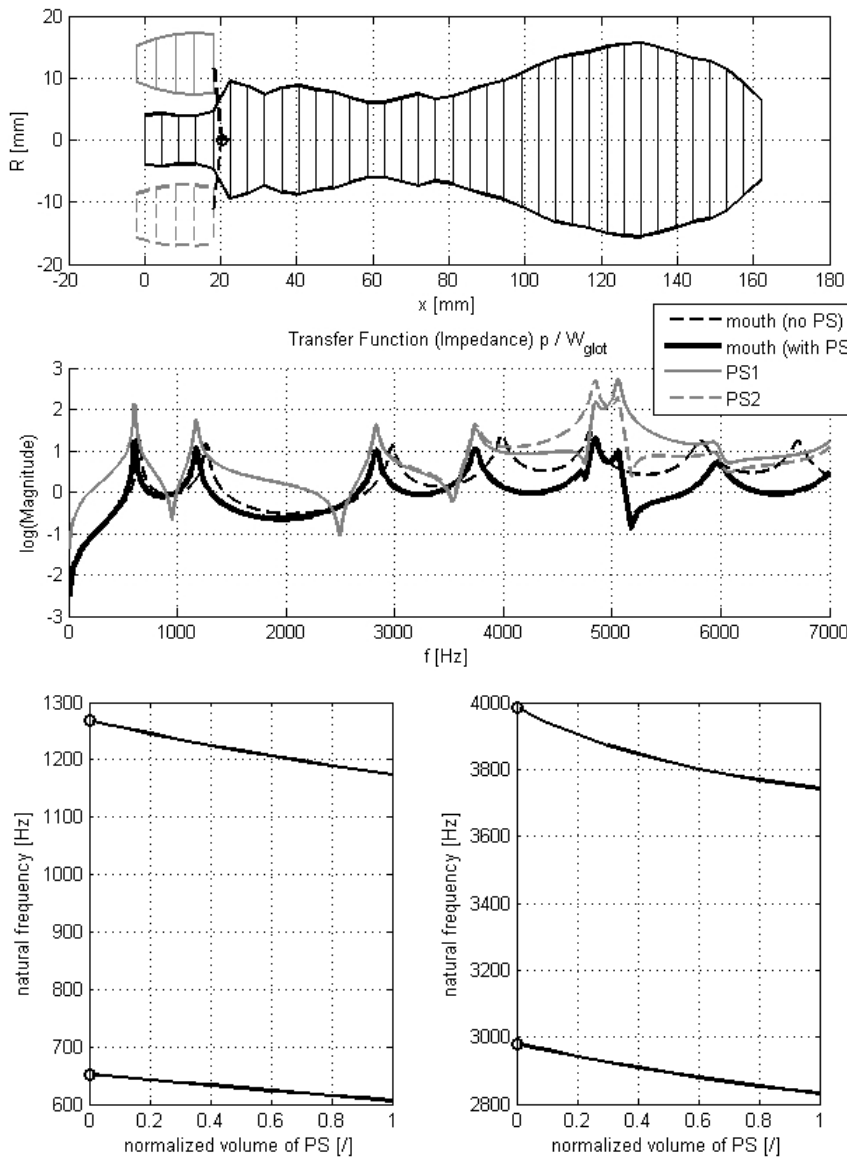 20
10
0
-10
-20
R [mm]
-20 0 20 40 60 80 100 120 140 160 180
x [mm]
mouth (no PS)
mouth (with PS
PS1
PS2
Transfer Function (Impedance) p / W_glot
3
2
1
0
-1
-2
-3
log(Magnitude)
0 1000 2000 3000 4000 5000 6000 7000
f [Hz]
1300
1200
1100
1000
900
800
700
600
natural frequency [Hz]
0 0.2 0.4 0.6 0.8 1
normalized volume of PS [/]
4000
3800
3600
3400
3200
3000
2800
natural frequency [Hz]
0 0.2 0.4 0.6 0.8 1
normalized volume of PS [/]